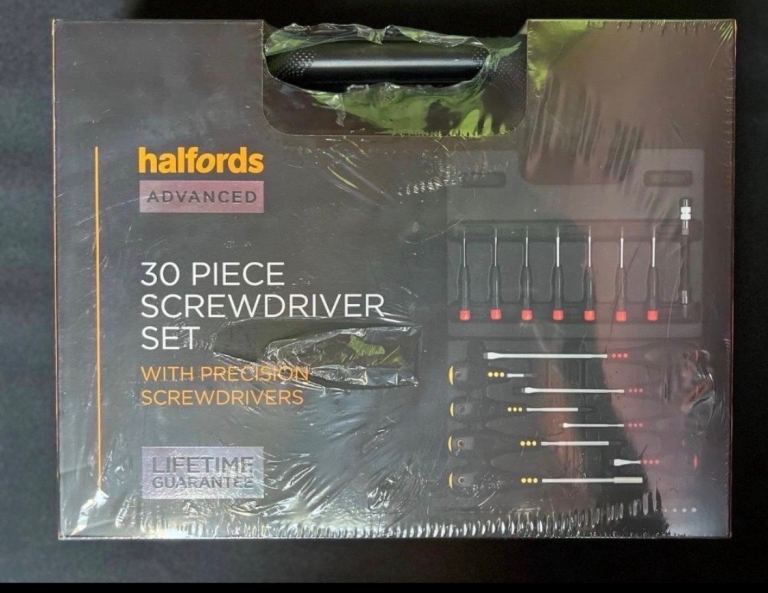 halfords
ADVANCED
30 PIECE
SCREWDRIVER
SET
WITH PRECISION
SCREWDRIVERS
LIFETIME
GUARANTEE